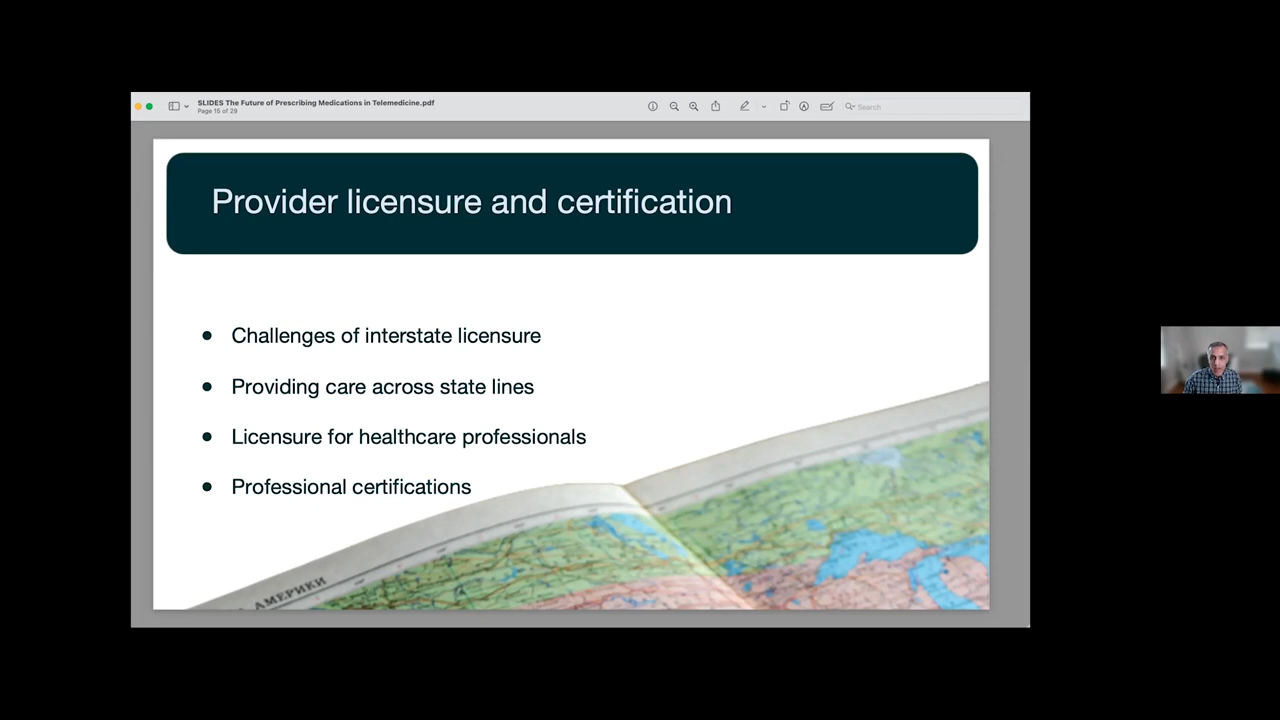 SLIDES The Future of Prescribing Medications in Telemedicine.pdf
Page 15 of 29
Search
Provider licensure and certification
• Challenges of interstate licensure
• Providing care across state lines
• Licensure for healthcare professionals
• Professional certifications
АМЕРИКИ